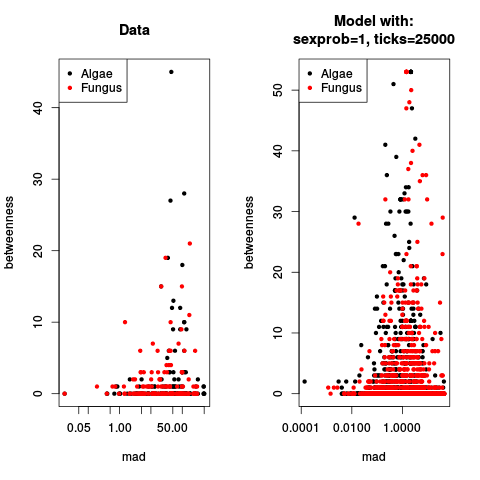 Data
Algae
Fungus
betweenness
0
10
20
30
40
0.05
1.00
50.00
mad
Model with:
sexprob=1, ticks=25000
Algae
Fungus
betweenness
0
10
20
30
40
50
0.0001
0.0100
1.0000
mad